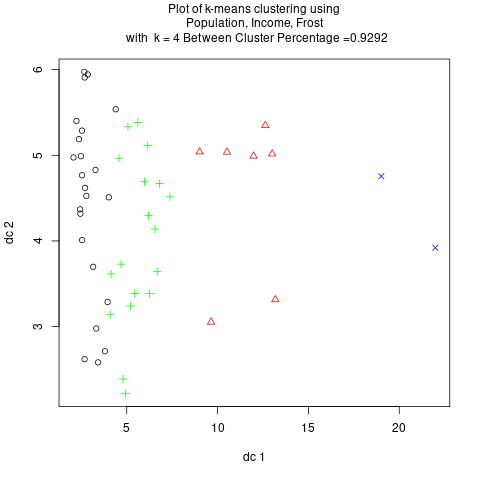 Plot of k-means clustering using
Population, Income, Frost
with k = 4 Between Cluster Percentage =0.9292
6
5
4
3
dc 2
5 10 15 20
dc 1